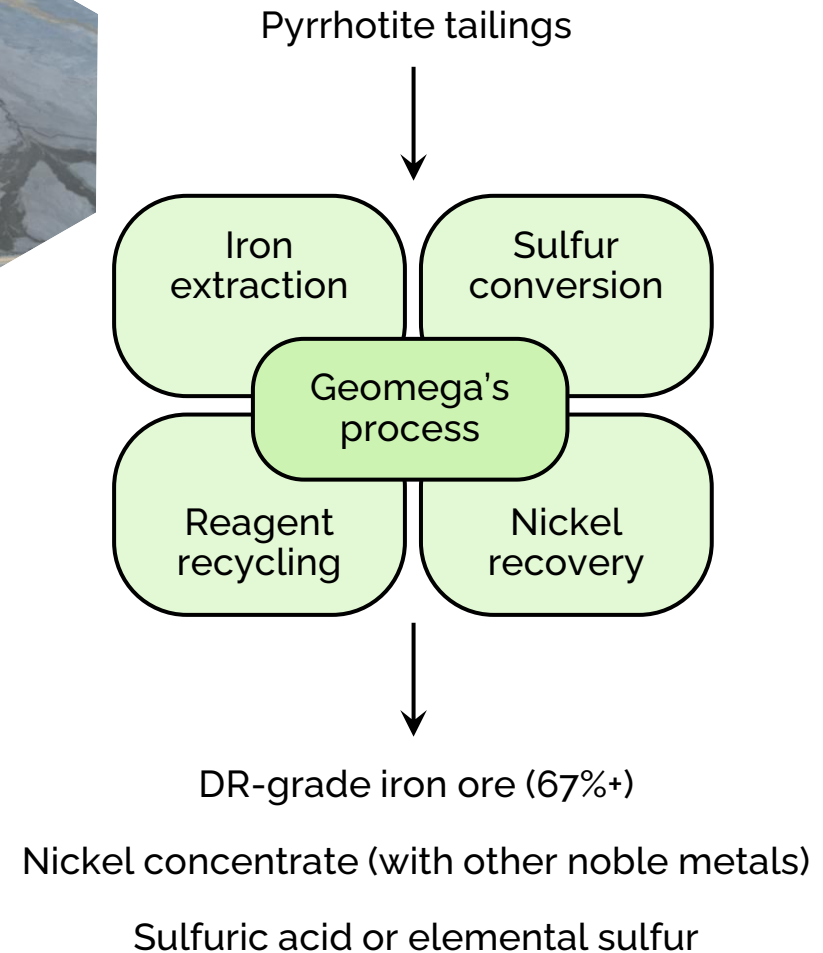 Pyrrhotite tailings
Iron
extraction
Sulfur
conversion
Geomega’s
process
Reagent
recycling
Nickel
recovery
DR-grade iron ore (67%+)
Nickel concentrate (with other noble metals)
Sulfuric acid or elemental sulfur